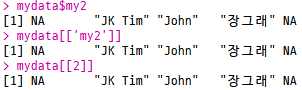 > mydata$my2
[1] NA       "JK Tim" "John"   "장그래" NA
> mydata[['my2']]
[1] NA       "JK Tim" "John"   "장그래" NA
> mydata[[2]]
[1] NA       "JK Tim" "John"   "장그래" NA